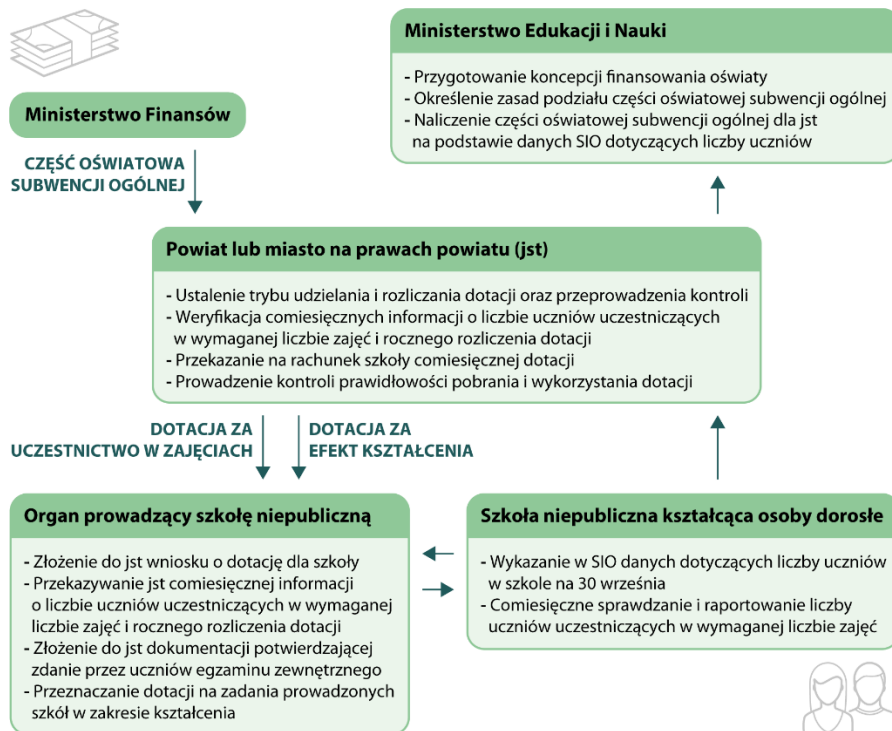 Ministerstwo Edukacji i Nauki
- Przygotowanie koncepcji finansowania oświaty
- Określenie zasad podziału części oświatowej subwencji ogólnej
- Naliczenie części oświatowej subwencji ogólnej dla jst
na podstawie danych SIO dotyczących liczby uczniów
Ministerstwo Finansów
CZĘŚĆ OŚWIATOWA
SUBWENCJI OGÓLNEJ
Powiat lub miasto na prawach powiatu (jst)
- Ustalenie trybu udzielania i rozliczania dotacji oraz przeprowadzenia kontroli
- Weryfikacja comiesięcznych informacji o liczbie uczniów uczestniczących
w wymaganej liczbie zajęć i rocznego rozliczenia dotacji
- Przekazanie na rachunek szkoły comiesięcznej dotacji
- Prowadzenie kontroli prawidłowości pobrania i wykorzystania dotacji
DOTACJA ZA
UCZESTNICTWO W ZAJĘCIACH
DOTACJA ZA
EFEKT KSZTAŁCENIA
Organ prowadzący szkołę niepubliczną
- Złożenie do jst wniosku o dotację dla szkoły
- Przekazywanie jst comiesięcznej informacji
o liczbie uczniów uczestniczących w wymaganej
liczbie zajęć i rocznego rozliczenia dotacji
- Złożenie do jst dokumentacji potwierdzającej
zdanie przez uczniów egzaminu zewnętrznego
- Przeznaczanie dotacji na zadania prowadzonych
szkół w zakresie kształcenia
Szkoła niepubliczna kształcąca osoby dorosłe
- Wykazanie w SIO danych dotyczących liczby uczniów
w szkole na 30 września
- Comiesięczne sprawdzanie i raportowanie liczby
uczniów uczestniczących w wymaganej liczbie zajęć